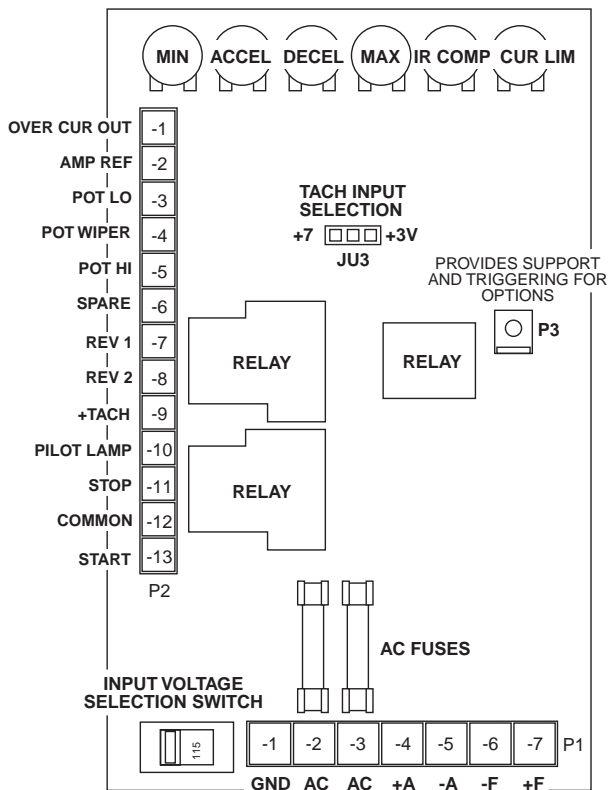 MIN ACCEL DECEL MAX IR COMP CUR LIM
OVER CUR OUT -1
AMP REF -2
POT LO -3
POT WIPER -4
POT HI -5
SPARE -6
REV 1 -7
REV 2 -8
+TACH -9
PILOT LAMP -10
STOP -11
COMMON -12
START -13
P2
TACH INPUT
SELECTION
+7 +3V
JU3
PROVIDES SUPPORT
AND TRIGGERING FOR
OPTIONS
P3
RELAY
RELAY
RELAY
AC FUSES
INPUT VOLTAGE
SELECTION SWITCH
115
-1 -2 -3 -4 -5 -6 -7 P1
GND AC AC +A -A -F +F